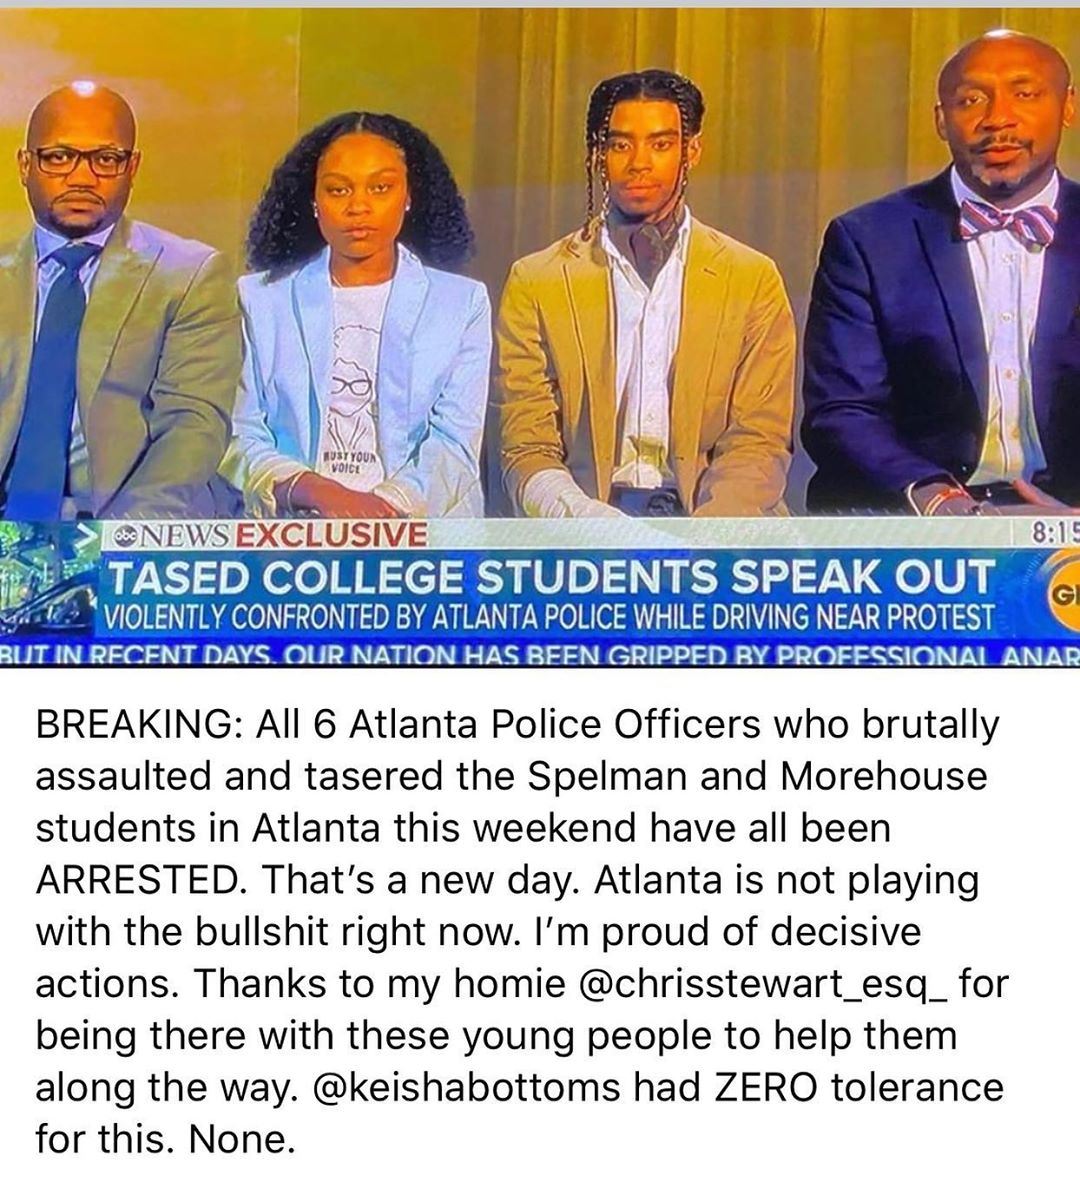 RUST YOUR
VOICE
abc NEWS EXCLUSIVE
8:15
TASED COLLEGE STUDENTS SPEAK OUT
VIOLENTLY CONFRONTED BY ATLANTA POLICE WHILE DRIVING NEAR PROTEST
BUT IN RECENT DAYS, OUR NATION HAS BEEN GRIPPED BY PROFESSIONAL ANAR
BREAKING: All 6 Atlanta Police Officers who brutally
assaulted and tasered the Spelman and Morehouse
students in Atlanta this weekend have all been
ARRESTED. That’s a new day. Atlanta is not playing
with the bullshit right now. I’m proud of decisive
actions. Thanks to my homie @chrisstewart_esq_ for
being there with these young people to help them
along the way. @keishabottoms had ZERO tolerance
for this. None.